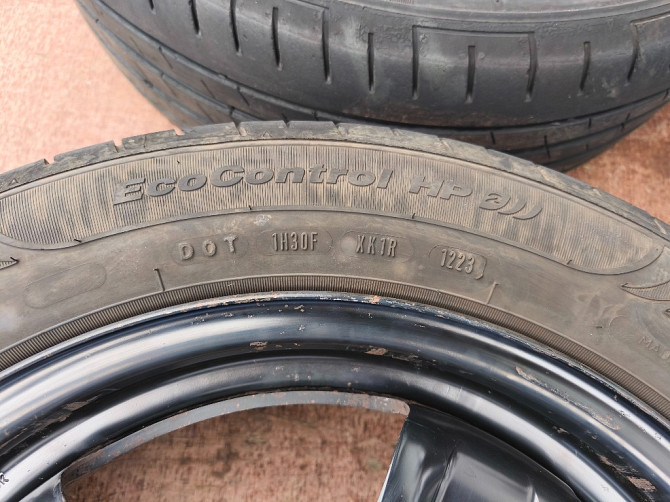 EcoControl HP 2
DOT 1H30F XK1R 1223